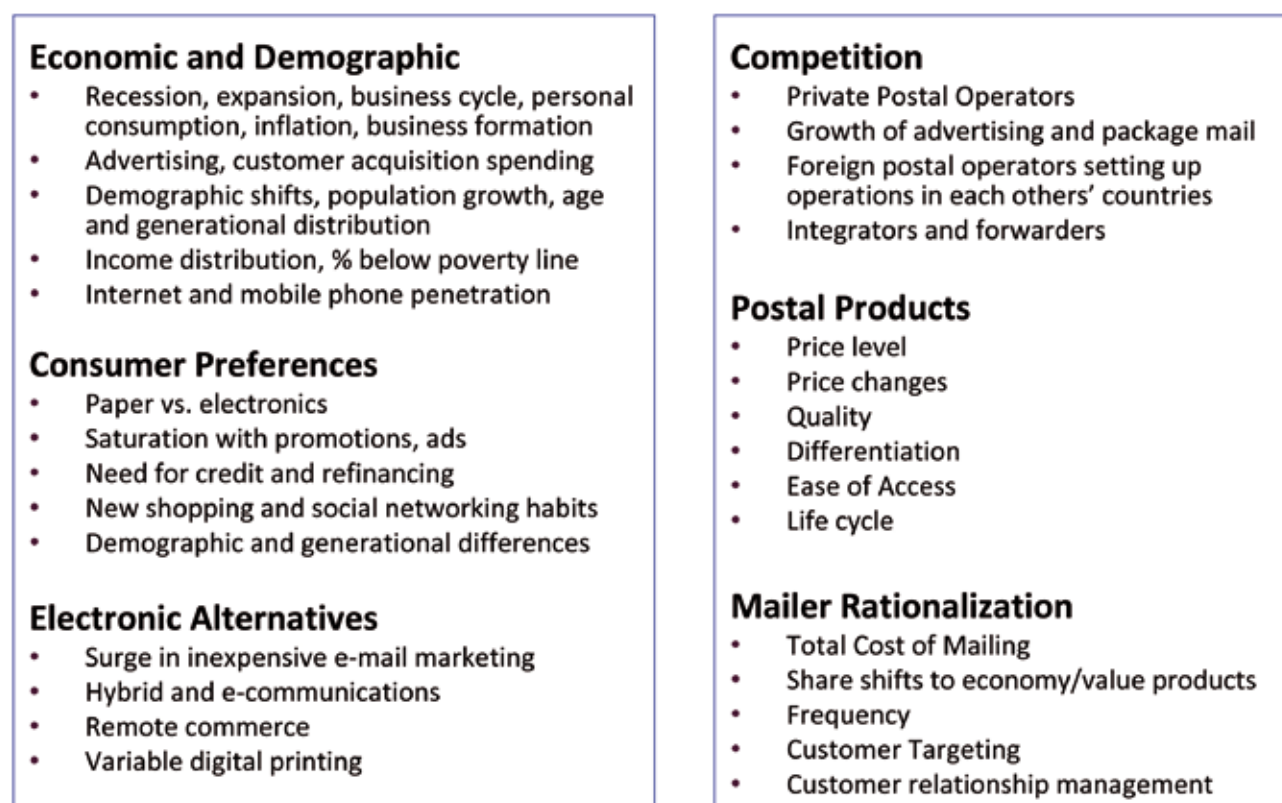 Economic and Demographic
• Recession, expansion, business cycle, personal
consumption, inflation, business formation
• Advertising, customer acquisition spending
• Demographic shifts, population growth, age
and generational distribution
• Income distribution, % below poverty line
• Internet and mobile phone penetration
Consumer Preferences
• Paper vs. electronics
• Saturation with promotions, ads
• Need for credit and refinancing
• New shopping and social networking habits
• Demographic and generational differences
Electronic Alternatives
• Surge in inexpensive e-mail marketing
• Hybrid and e-communications
• Remote commerce
• Variable digital printing
Competition
• Private Postal Operators
• Growth of advertising and package mail
• Foreign postal operators setting up
operations in each others’ countries
• Integrators and forwarders
Postal Products
• Price level
• Price changes
• Quality
• Differentiation
• Ease of Access
• Life cycle
Mailer Rationalization
• Total Cost of Mailing
• Share shifts to economy/value products
• Frequency
• Customer Targeting
• Customer relationship management